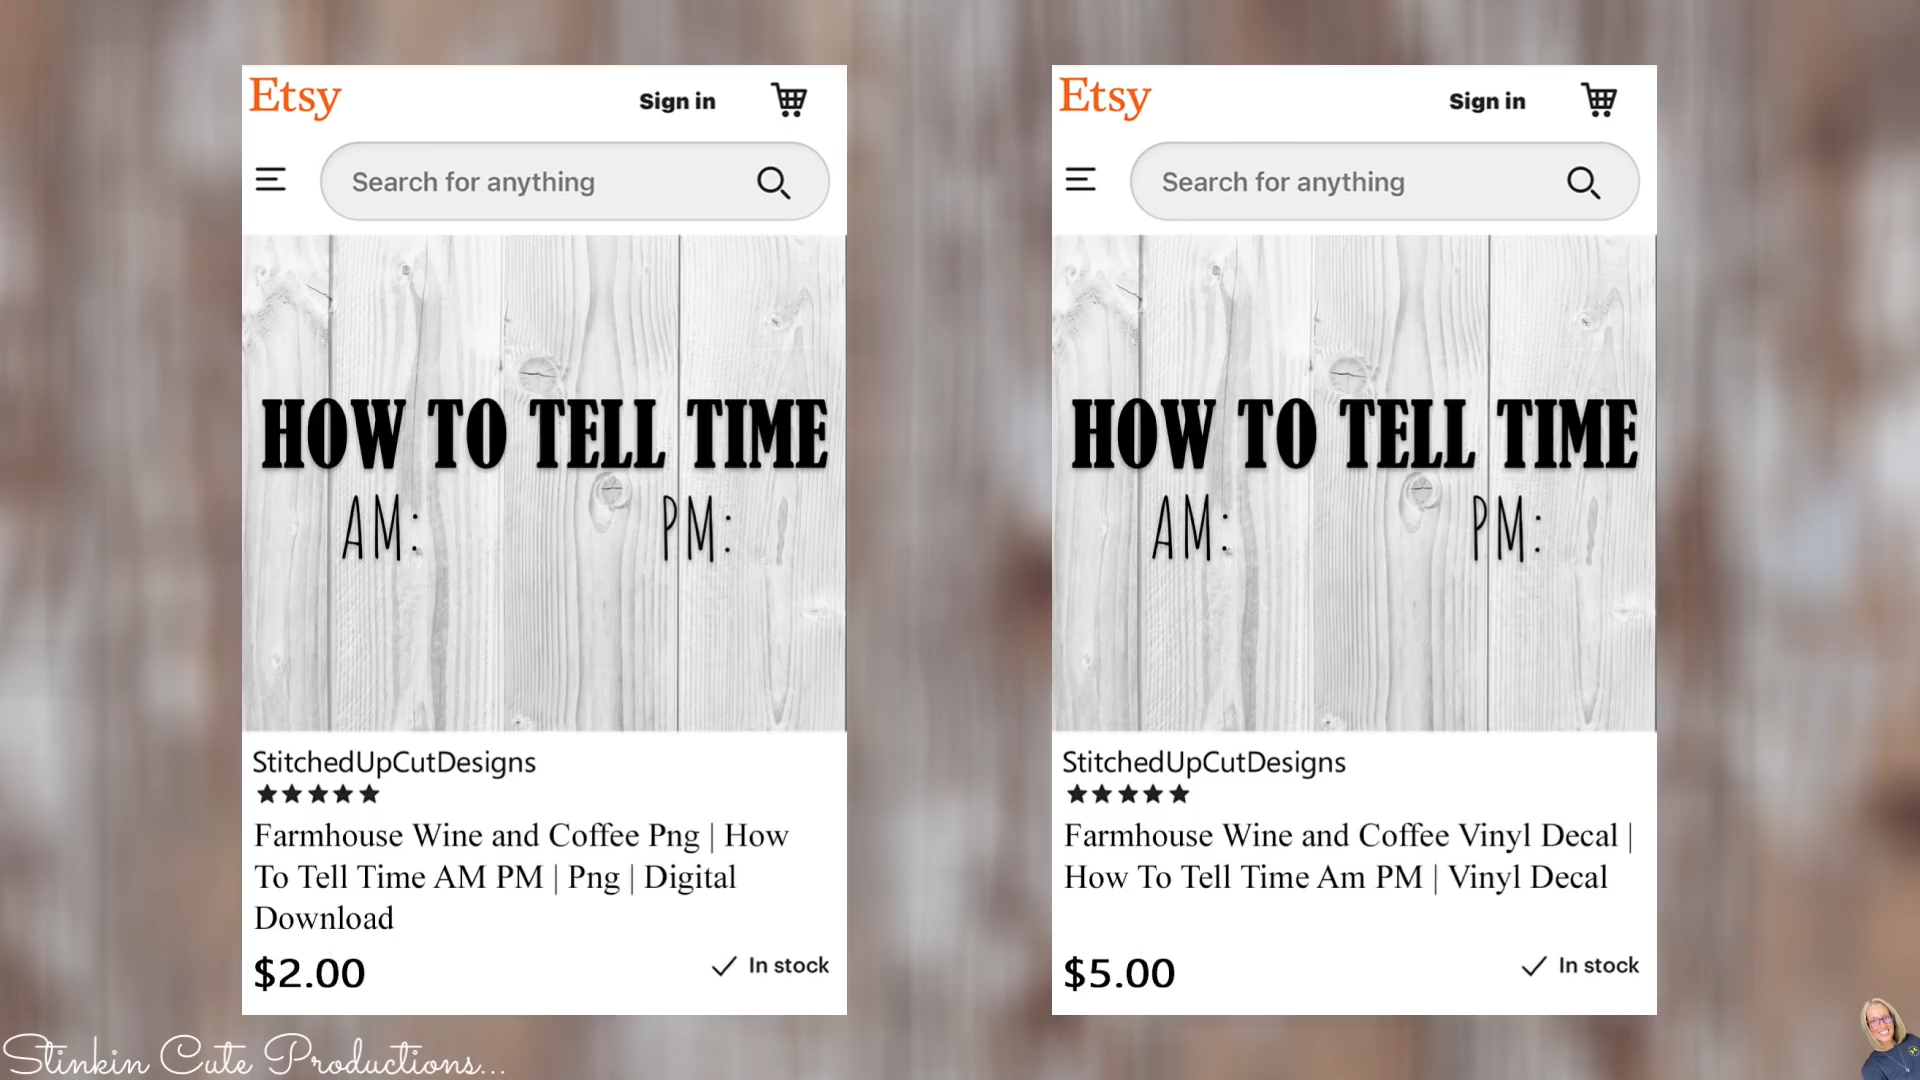 Etsy
Sign in
Search for anything
HOW TO TELL TIME
AM: PM:
StitchedUpCutDesigns
Farmhouse Wine and Coffee Png | How
To Tell Time AM PM | Png | Digital
Download
$2.00
In stock
Etsy
Sign in
Search for anything
HOW TO TELL TIME
AM: PM:
StitchedUpCutDesigns
Farmhouse Wine and Coffee Vinyl Decal |
How To Tell Time Am PM | Vinyl Decal
$5.00
In stock
Stinkin Cute Productions...